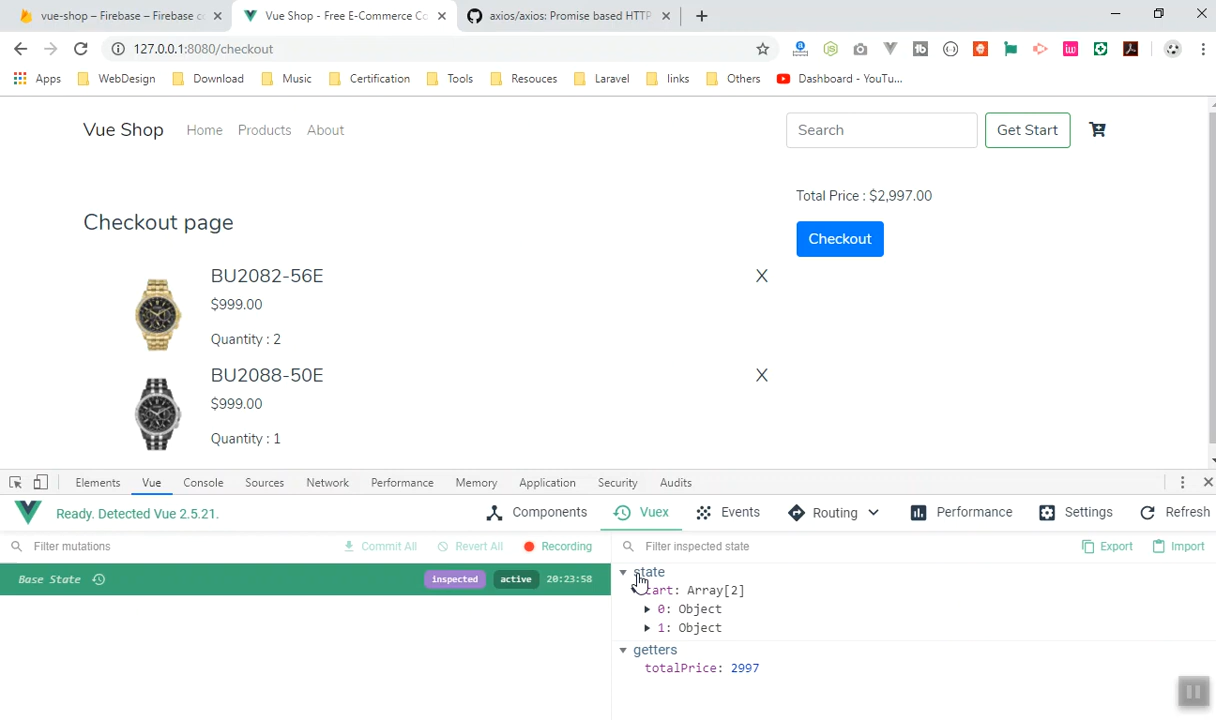 vue-shop – Firebase – Firebase co
Vue Shop - Free E-Commerce Co
axios/axios: Promise based HTTP
127.0.0.1:8080/checkout
Apps WebDesign Download Music Certification Tools Resouces Laravel links Others Dashboard - YouTu...
Vue Shop Home Products About Search Get Start
Total Price : $2,997.00
Checkout page
Checkout
BU2082-56E X
$999.00
Quantity : 2
BU2088-50E X
$999.00
Quantity : 1
Elements Vue Console Sources Network Performance Memory Application Security Audits
Ready. Detected Vue 2.5.21. Components Vuex Events Routing Performance Settings Refresh
Filter mutations Commit All Revert All Recording Filter inspected state Export Import
Base State inspected active 20:23:58
state
cart: Array[2]
0: Object
1: Object
getters
totalPrice: 2997